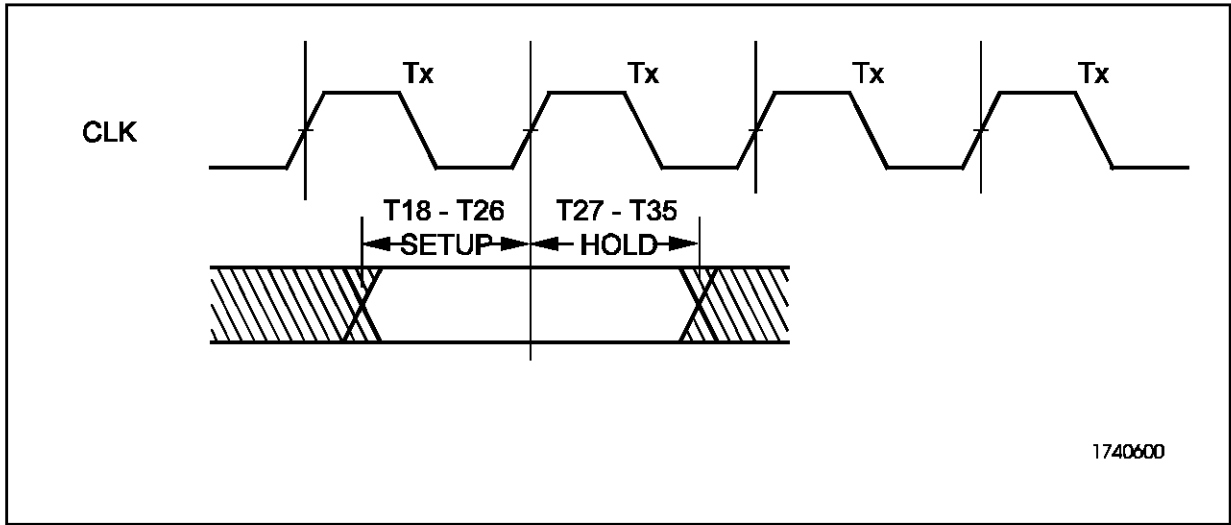 Tx Tx Tx Tx
CLK
T18 - T26 T27 - T35
SETUP HOLD
1740600